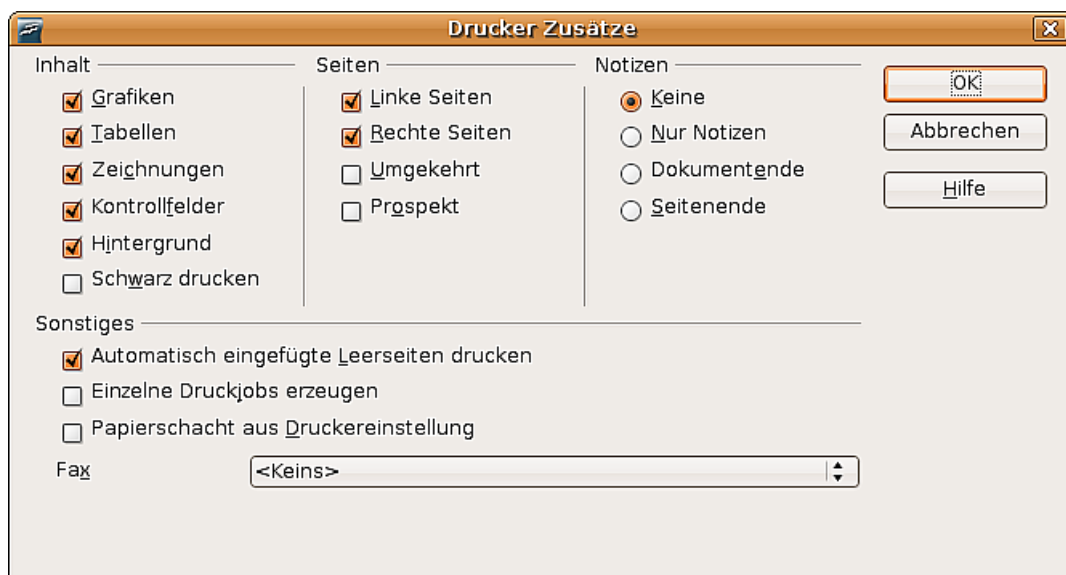 Drucker Zusätze
Inhalt
Grafiken
Tabellen
Zeichnungen
Kontrollfelder
Hintergrund
Schwarz drucken
Seiten
Linke Seiten
Rechte Seiten
Umgekehrt
Prospekt
Notizen
Keine
Nur Notizen
Dokumentende
Seitenende
OK
Abbrechen
Hilfe
Sonstiges
Automatisch eingefügte Leerseiten drucken
Einzelne Druckjobs erzeugen
Papierschacht aus Druckereinstellung
Fax
<Keins>